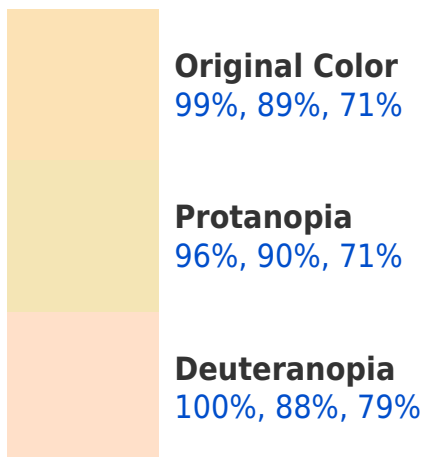 Original Color
99%, 89%, 71%
Protanopia
96%, 90%, 71%
Deuteranopia
100%, 88%, 79%